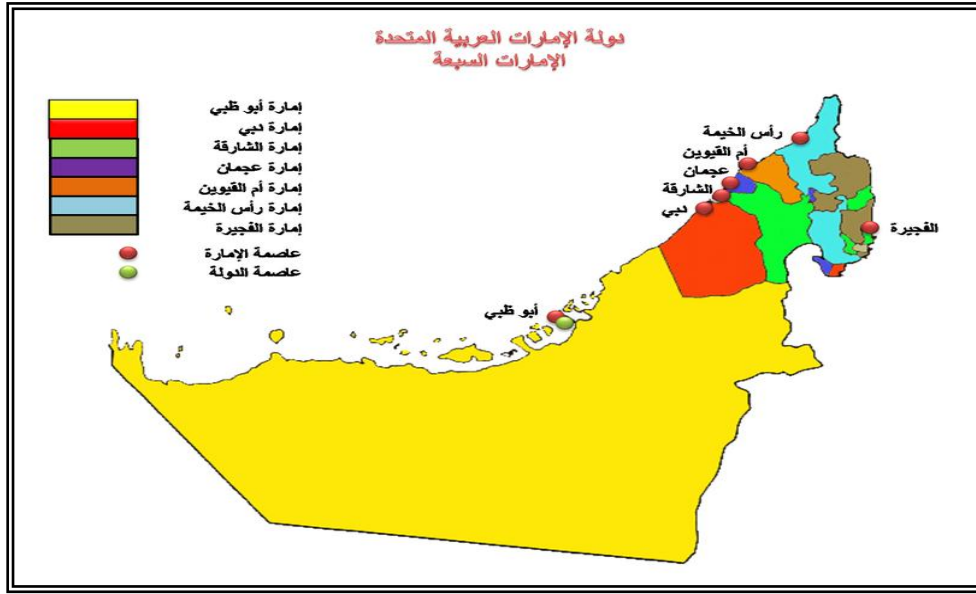 دولة الإمارات العربية المتحدة
الإمارات السبعة
إمارة أبو ظبي
إمارة دبي
إمارة الشارقة
إمارة عجمان
إمارة أم القيوين
إمارة رأس الخيمة
إمارة الفجيرة
عاصمة الإمارة
عاصمة الدولة
رأس الخيمة
أم القيوين
عجمان
الشارقة
دبي
الفجيرة
أبو ظبي